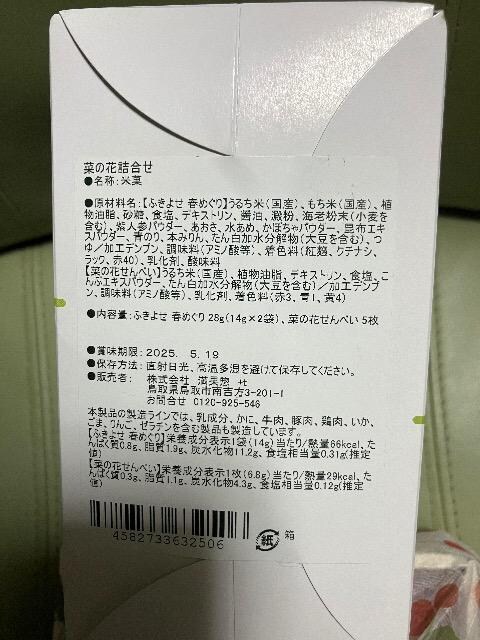 菜の花詰合せ
●名称:米菓
●原材料名:【ふきよせ 春めぐり】うるち米(国産)、もち米(国産)、植
物油脂、砂糖、食塩、デキストリン、醤油、澱粉、海老粉末(小麦を
含む)、紫人参パウダー、あおさ、水あめ、かぼちゃパウダー、昆布エキ
スパウダー、青のり、本みりん、たん白加水分解物(大豆を含む)、つ
ゆ/加工デンプン、調味料(アミノ酸等)、着色料(紅麹、クチナシ、
ラック、赤40)、乳化剤、酸味料
【菜の花せんべい】うるち米(国産)、植物油脂、デキストリン、食塩、こ
んぶエキスパウダー、たん白加水分解物(大豆を含む)/加工デンプ
ン、調味料(アミノ酸等)、乳化剤、着色料(赤3、青1、黄4)
●内容量:ふきよせ 春めぐり 28g(14g×2袋)、菜の花せんべい 5枚
●賞味期限:2025. 5. 19
●保存方法:直射日光、高温多湿を避けて保存してください。
●販売者: 株式会社 満天惣 +t
鳥取県鳥取市南吉方3-201-1
お問合せ 0120-925-546
本製品の製造ラインでは、乳成分、かに、牛肉、豚肉、鶏肉、いか、
ごま、りんご、ゼラチンを含む製品も製造しています。
【ふきよせ 春めぐり】栄養成分表示1袋(14g)当たり/熱量66kcal、た
んぱく質0.8g、脂質1.9g、炭水化物11.2g、食塩相当量0.31g(推定
値)
【菜の花せんべい】栄養成分表示1枚(6.8g)当たり/熱量29kcal、た
んぱく質0.3g、脂質1.1g、炭水化物4.3g、食塩相当量0.12g(推定
値)
4582733632506
紙 箱